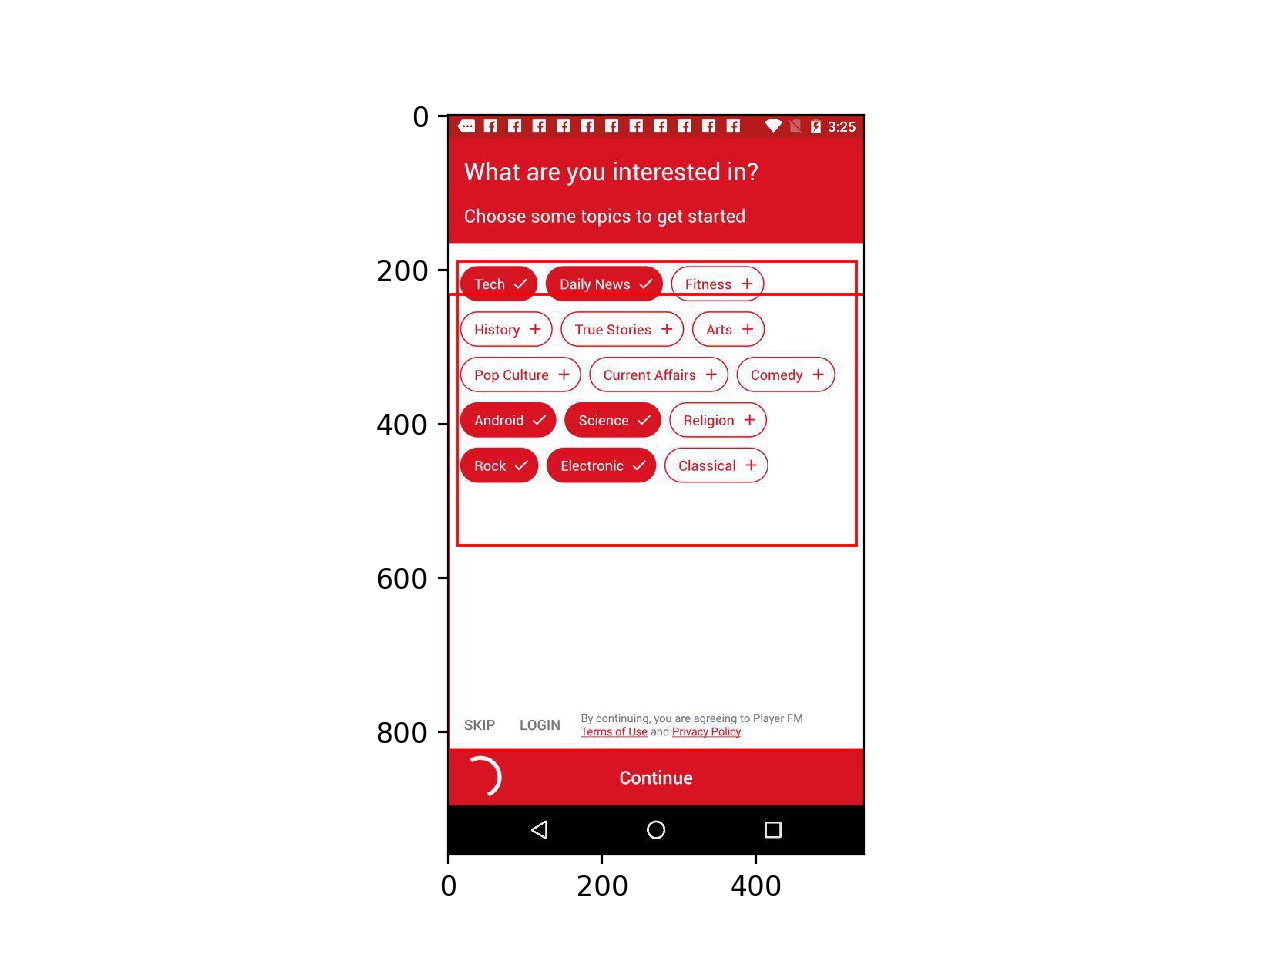 0
200
400
600
800
3:25
What are you interested in?
Choose some topics to get started
Tech Daily News Fitness +
History + True Stories + Arts +
Pop Culture + Current Affairs + Comedy +
Android Science Religion +
Rock Electronic Classical +
SKIP LOGIN By continuing, you are agreeing to Player FM
Terms of Use and Privacy Policy
Continue
0 200 400